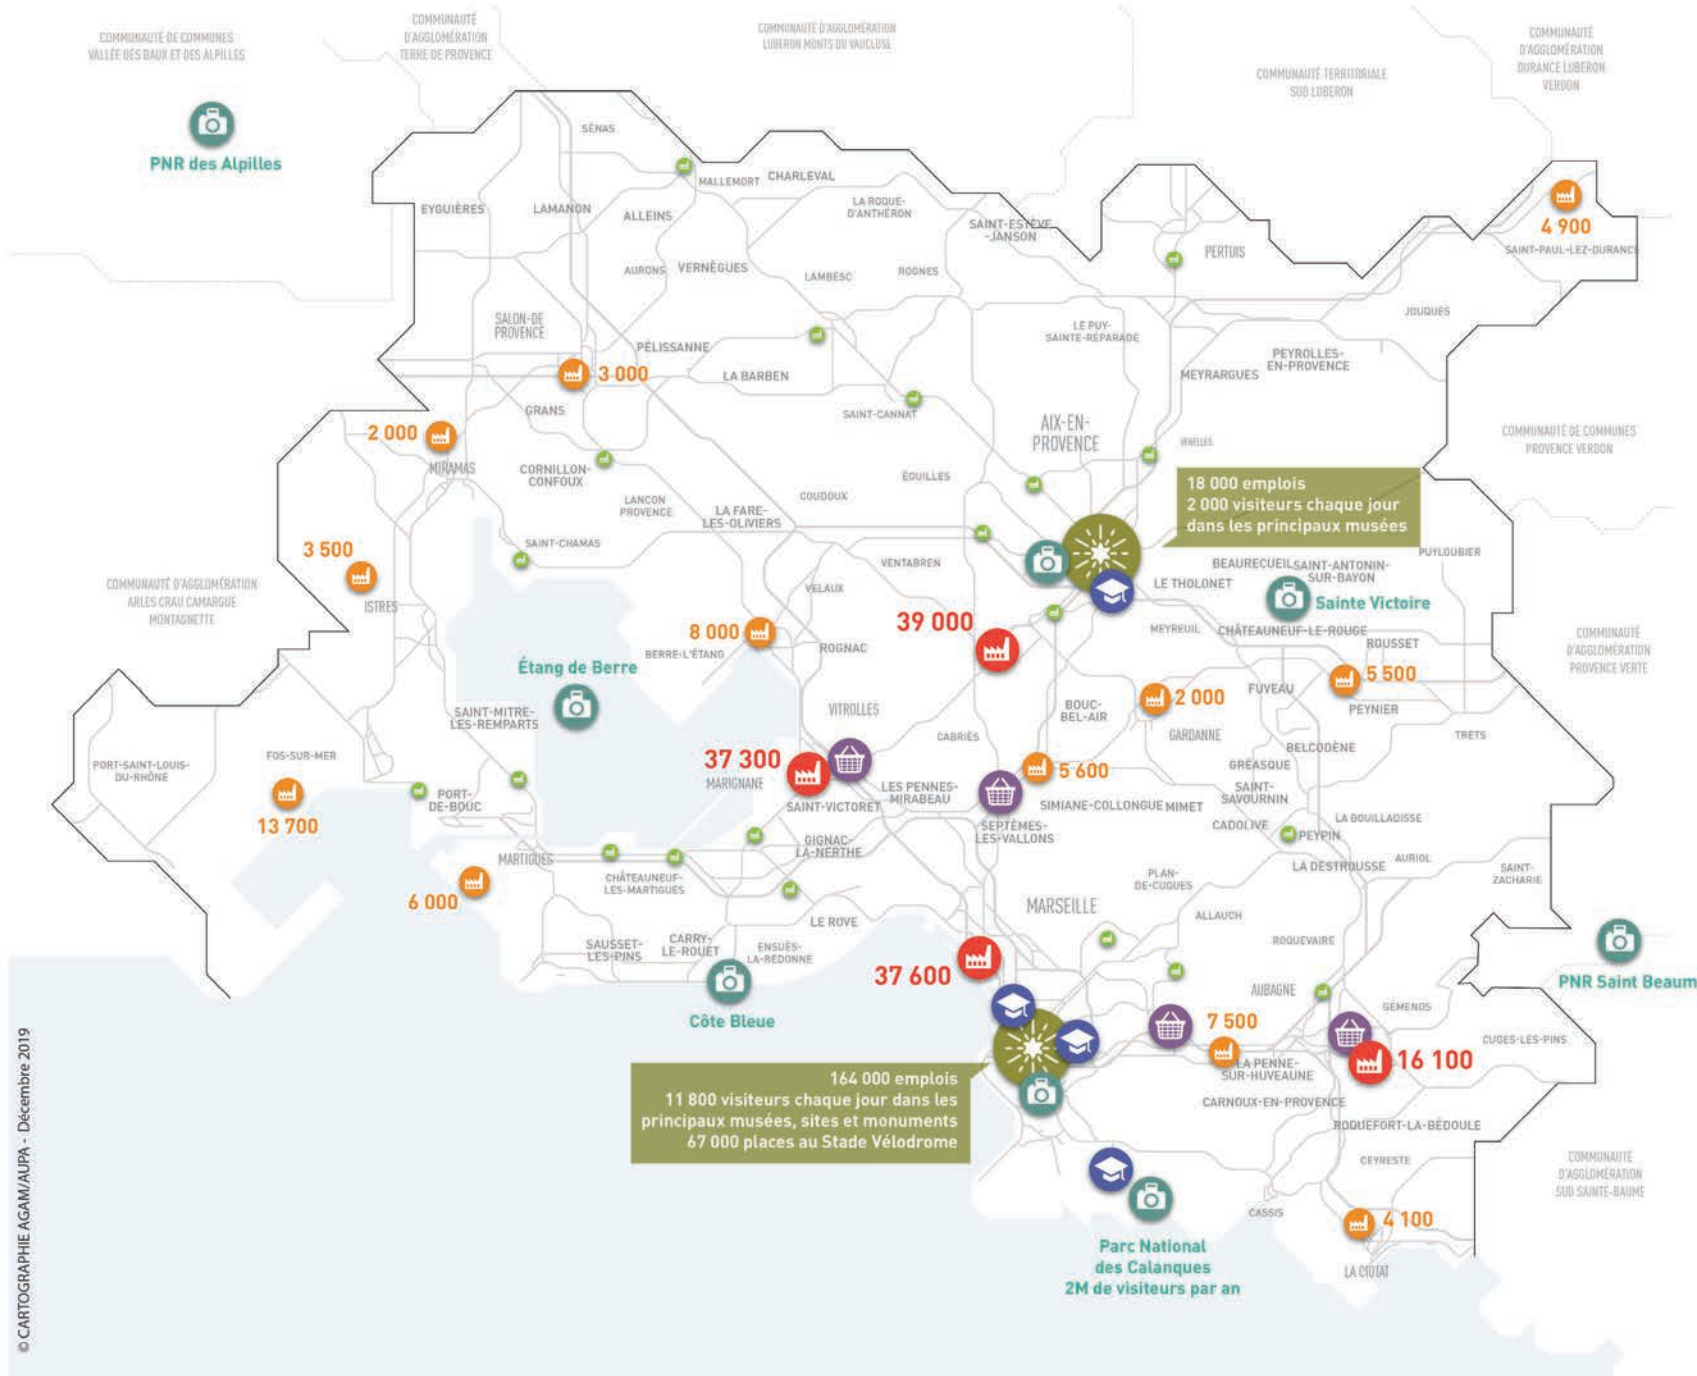 COMMUNAUTÉ DE COMMUNES
VALLÉE DES BAUX ET DES ALPILLES
COMMUNAUTÉ
D'AGGLOMÉRATION
TERRE DE PROVENCE
COMMUNAUTÉ D'AGGLOMÉRATION
LUBERON MONTS DU VAUCLUSE
COMMUNAUTÉ TERRITORIALE
SUD LUBERON
COMMUNAUTÉ
D'AGGLOMÉRATION
DURANCE LUBERON
VERDON
PNR des Alpilles
SÉNAS
MALLEMORT
CHARLEVAL
EYGUIÈRES
LAMANON
ALLEINS
LA ROQUE-
D'ANTHÉRON
SAINT-ESTÈVE
-JANSON
PERTUIS
4 900
SAINT-PAUL-LEZ-DURANCE
AURONS
VERNÈGUES
LAMBESC
ROGNES
JOUQUES
SALON-DE
PROVENCE
PÉLISSANNE
LE PUY-
SAINTE-RÉPARADE
PEYROLLES-
EN-PROVENCE
MEYRARGUES
3 000
LA BARBEN
GRANS
SAINT-CANNAT
AIX-EN-
PROVENCE
VENELLES
COMMUNAUTÉ DE COMMUNES
PROVENCE VERDON
2 000
MIRAMAS
CORNILLON-
CONFOUX
ÉGUILLES
COUDOUX
LANCON
PROVENCE
LA FARE-
LES-OLIVIERS
18 000 emplois
2 000 visiteurs chaque jour
dans les principaux musées
3 500
ISTRES
SAINT-CHAMAS
VENTABREN
VELAUX
LE THOLONET
BEAURECUEIL
SAINT-ANTONIN-
SUR-BAYON
PUYLOUBIER
Sainte Victoire
COMMUNAUTÉ D'AGGLOMÉRATION
ARLES CRAU CAMARGUE
MONTAGNETTE
8 000
BERRE-L'ÉTANG
ROGNAC
39 000
MEYREUIL
CHÂTEAUNEUF-LE-ROUGE
ROUSSET
5 500
COMMUNAUTÉ
D'AGGLOMÉRATION
PROVENCE VERTE
Étang de Berre
SAINT-MITRE-
LES-REMPARTS
VITROLLES
BOUC-
BEL-AIR
2 000
FUVEAU
PEYNIER
GARDANNE
CABRIÈS
BELCODÈNE
TRETS
PORT-SAINT-LOUIS-
DU-RHÔNE
FOS-SUR-MER
37 300
MARIGNANE
SAINT-VICTORET
LES PENNES-
MIRABEAU
5 600
GRÉASQUE
SAINT-
SAVOURNIN
SIMIANE-COLLONGUE
MIMET
PORT-
DE-BOUC
13 700
SEPTÈMES-
LES-VALLONS
CADOLIVE
PEYPIN
LA BOUILLADISSE
MARTIGUES
GIGNAC-
LA-NERTHE
LA DESTROUSSE
AURIOL
SAINT-
ZACHARIE
6 000
CHÂTEAUNEUF-
LES-MARTIGUES
PLAN-
DE-CUQUES
MARSEILLE
ALLAUCH
LE ROVE
SAUSSET-
LES-PINS
CARRY-
LE-ROUET
ENSUÈS-
LA-REDONNE
ROQUEVAIRE
37 600
AUBAGNE
GÉMENOS
PNR Saint Beaum
Côte Bleue
7 500
LA PENNE-
SUR-HUVEAUNE
16 100
CUGES-LES-PINS
164 000 emplois
11 800 visiteurs chaque jour dans les
principaux musées, sites et monuments
67 000 places au Stade Vélodrome
CARNOUX-EN-PROVENCE
ROQUEFORT-LA-BÉDOULE
CEYRESTE
COMMUNAUTÉ
D'AGGLOMÉRATION
SUD SAINTE-BAUME
CASSIS
4 100
Parc National
des Calanques
2M de visiteurs par an
LA CIOTAT
© CARTOGRAPHIE AGAM/AUPA - Décembre 2019